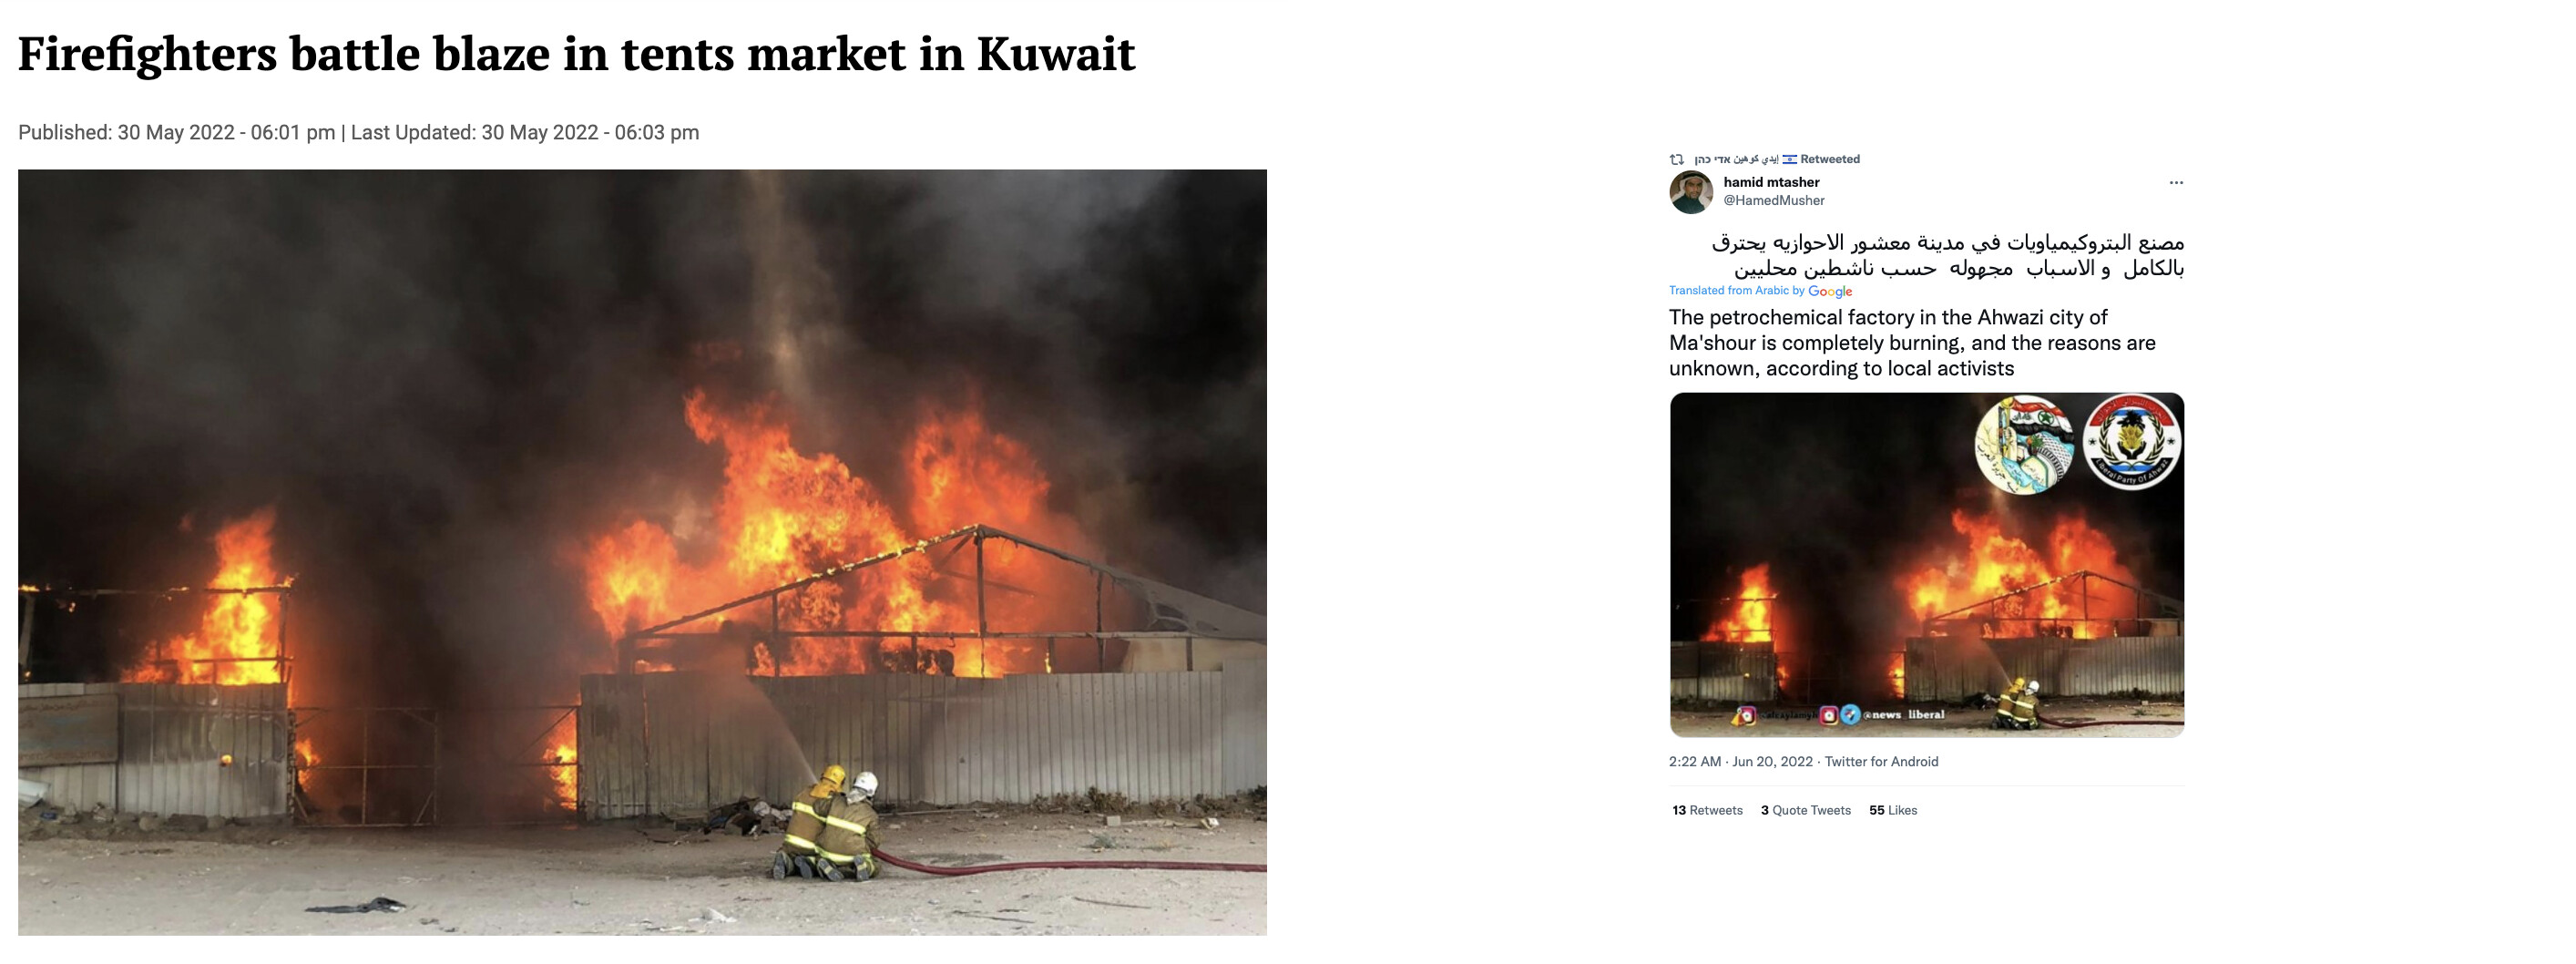 Firefighters battle blaze in tents market in Kuwait
Published: 30 May 2022 - 06:01 pm | Last Updated: 30 May 2022 - 06:03 pm
إيدي كوهين אדי כהן 🇮🇱 Retweeted
hamid mtasher
@HamedMusher
مصنع البتروكيمياويات في مدينة معشور الاحوازيه يحترق
بالكامل و الاسباب مجهوله حسب ناشطين محليين
Translated from Arabic by Google
The petrochemical factory in the Ahwazi city of
Ma'shour is completely burning, and the reasons are
unknown, according to local activists
Liberal Party Of Ahwaz
@news_liberal
2:22 AM · Jun 20, 2022 · Twitter for Android
13 Retweets 3 Quote Tweets 55 Likes